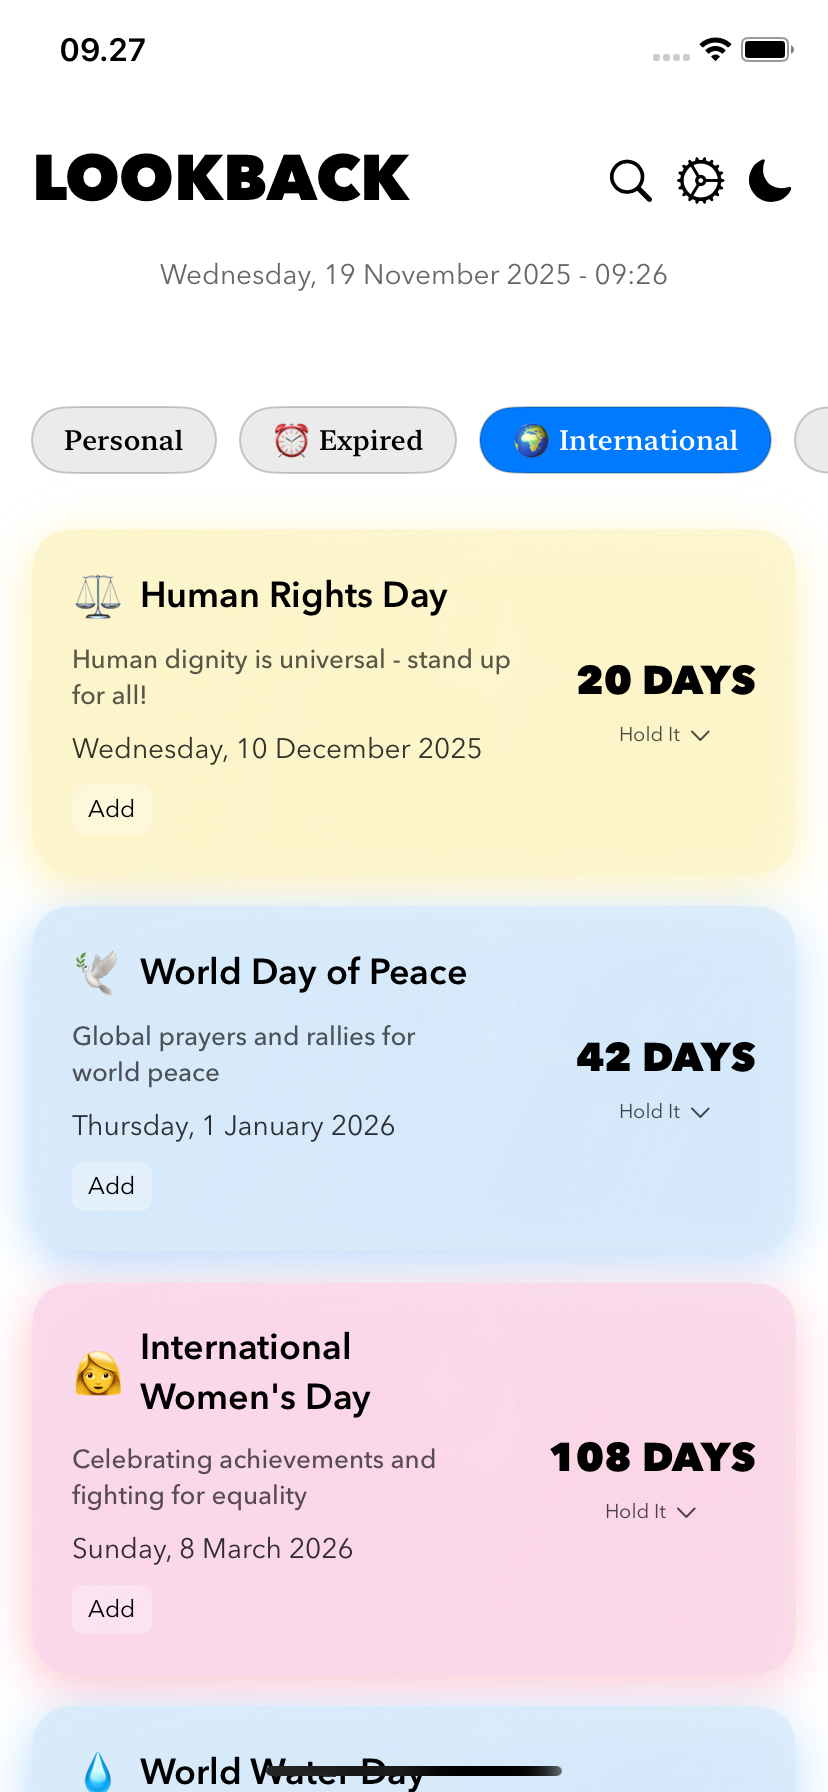 09.27
LOOKBACK
Wednesday, 19 November 2025 - 09:26
Personal
Expired
International
Human Rights Day
Human dignity is universal - stand up
for all!
20 DAYS
Wednesday, 10 December 2025
Hold It
Add
World Day of Peace
Global prayers and rallies for
world peace
42 DAYS
Thursday, 1 January 2026
Hold It
Add
International
Women's Day
Celebrating achievements and
fighting for equality
108 DAYS
Sunday, 8 March 2026
Hold It
Add
World Water Day